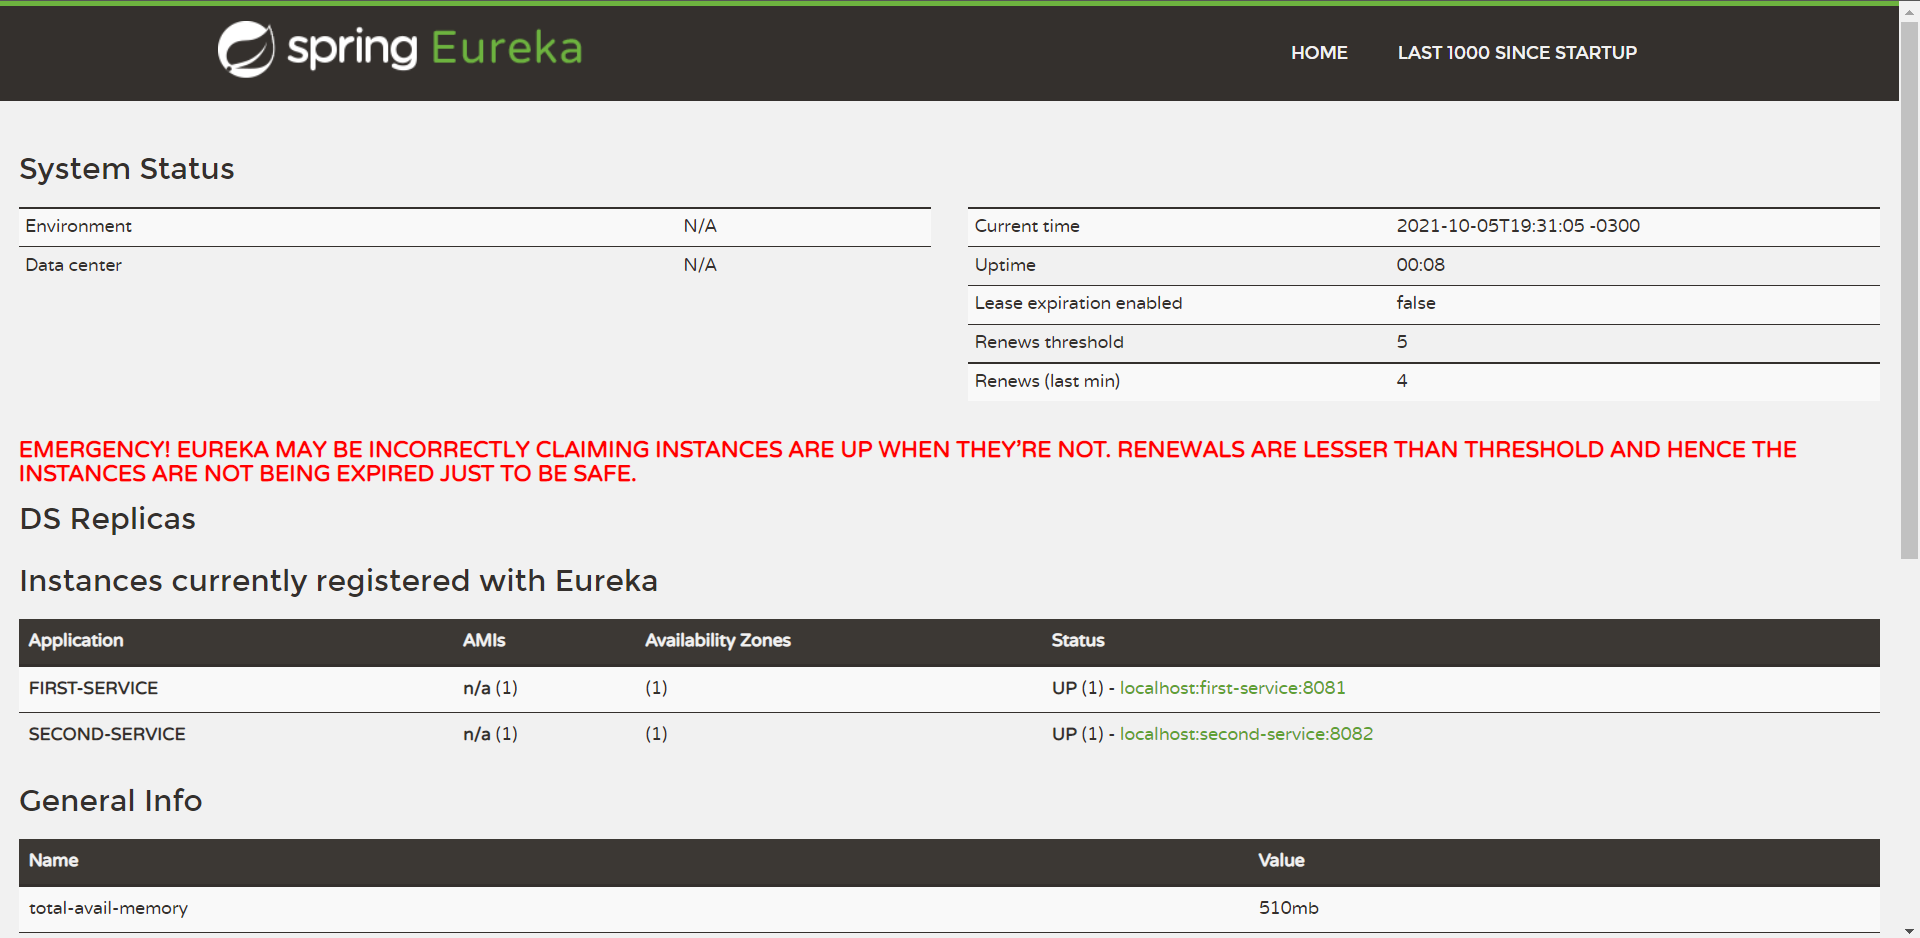 spring Eureka
HOME LAST 1000 SINCE STARTUP
System Status
Environment N/A
Data center N/A
Current time 2021-10-05T19:31:05 -0300
Uptime 00:08
Lease expiration enabled false
Renews threshold 5
Renews (last min) 4
EMERGENCY! EUREKA MAY BE INCORRECTLY CLAIMING INSTANCES ARE UP WHEN THEY'RE NOT. RENEWALS ARE LESSER THAN THRESHOLD AND HENCE THE
INSTANCES ARE NOT BEING EXPIRED JUST TO BE SAFE.
DS Replicas
Instances currently registered with Eureka
Application AMIs Availability Zones Status
FIRST-SERVICE n/a (1) (1) UP (1) - localhost:first-service:8081
SECOND-SERVICE n/a (1) (1) UP (1) - localhost:second-service:8082
General Info
Name Value
total-avail-memory 510mb